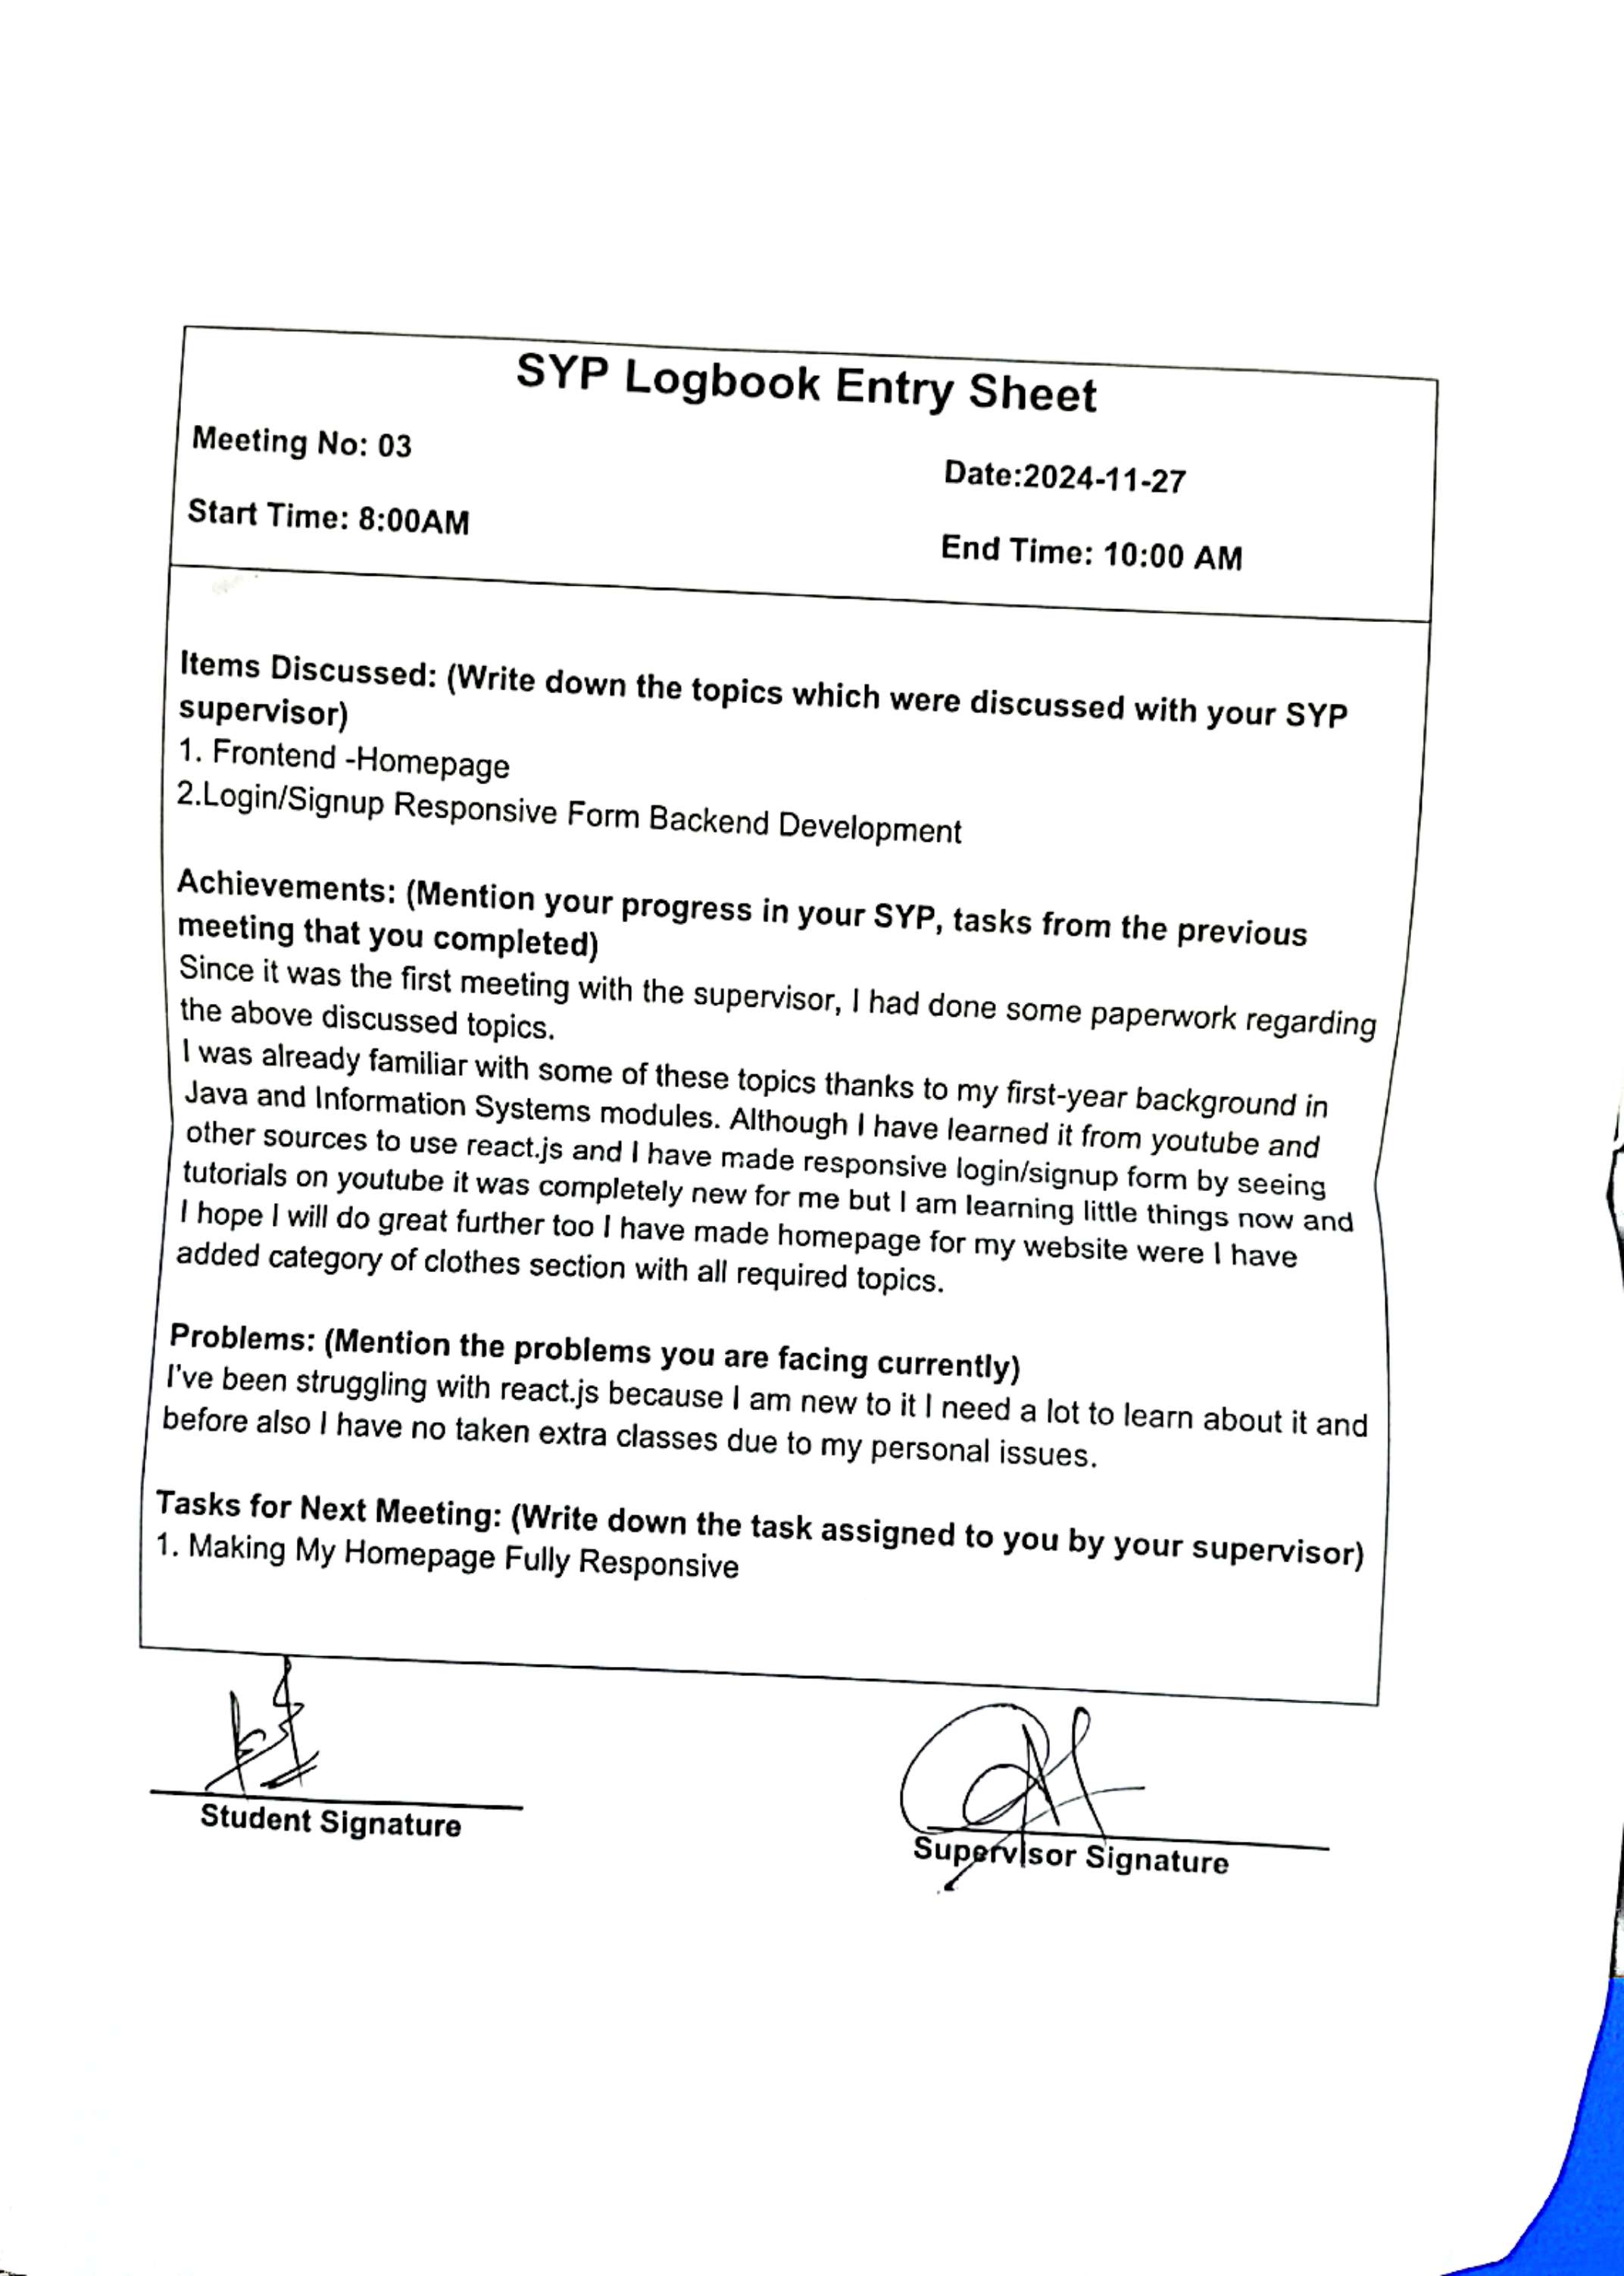 SYP Logbook Entry Sheet
Meeting No: 03
Date:2024-11-27
Start Time: 8:00AM
End Time: 10:00 AM
Items Discussed: (Write down the topics which were discussed with your SYP
supervisor)
1. Frontend -Homepage
2.Login/Signup Responsive Form Backend Development
Achievements: (Mention your progress in your SYP, tasks from the previous
meeting that you completed)
Since it was the first meeting with the supervisor, I had done some paperwork regarding
the above discussed topics.
I was already familiar with some of these topics thanks to my first-year background in
Java and Information Systems modules. Although I have learned it from youtube and
other sources to use react.js and I have made responsive login/signup form by seeing
tutorials on youtube it was completely new for me but I am learning little things now and
I hope I will do great further too I have made homepage for my website were I have
added category of clothes section with all required topics.
Problems: (Mention the problems you are facing currently)
I've been struggling with react.js because I am new to it I need a lot to learn about it and
before also I have no taken extra classes due to my personal issues.
Tasks for Next Meeting: (Write down the task assigned to you by your supervisor)
1. Making My Homepage Fully Responsive
Student Signature
Supervisor Signature